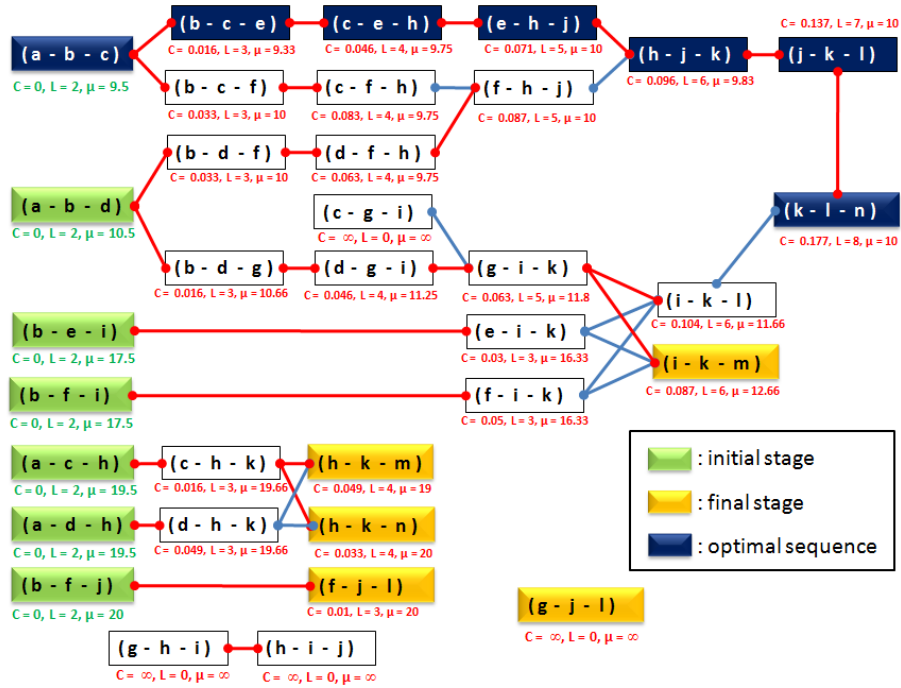 (b - c - e)
(c - e - h)
(e - h - j)
C= 0.137, L=7, μ =10
(a - b - c)
C= 0.016, L=3, μ = 9.33
C= 0.046, L=4, μ = 9.75
C= 0.071, L=5, μ = 10
(h - j - k)
(j - k - l)
C=0, L = 2, μ = 9.5
(b - c - f)
(c - f - h)
(f - h - j)
C= 0.096, L=6, μ = 9.83
C= 0.033, L=3, μ = 10
C= 0.083, L=4, μ = 9.75
C= 0.087, L=5, μ = 10
(b - d - f)
(d - f - h)
C= 0.033, L=3, μ = 10
C= 0.063, L=4, μ = 9.75
(a - b - d)
(c - g - i)
(k - l - n)
C=0, L = 2, μ = 10.5
C= ∞, L=0, μ = ∞
C= 0.177, L=8, μ =10
(b - d - g)
(d - g - i)
(g - i - k)
C= 0.016, L=3, μ = 10.66
C= 0.046, L=4, μ = 11.25
C= 0.063, L=5, μ = 11.8
(i - k - l)
(b - e - i)
(e - i - k)
C= 0.104, L=6, μ =11.66
C=0, L = 2, μ = 17.5
C= 0.03, L=3, μ = 16.33
(i - k - m)
(b - f - i)
(f - i - k)
C= 0.087, L=6, μ = 12.66
C=0, L = 2, μ = 17.5
C= 0.05, L=3, μ = 16.33
(a - c - h)
(c - h - k)
(h - k - m)
: initial stage
C=0, L = 2, μ = 19.5
C= 0.016, L=3, μ = 19.66
C= 0.049, L=4, μ = 19
(a - d - h)
(d - h - k)
(h - k - n)
: final stage
C=0, L = 2, μ = 19.5
C= 0.049, L=3, μ = 19.66
C= 0.033, L=4, μ = 20
: optimal sequence
(b - f - j)
(f - j - l)
C=0, L = 2, μ = 20
C= 0.01, L=3, μ = 20
(g - j - l)
C= ∞, L=0, μ = ∞
(g - h - i)
(h - i - j)
C= ∞, L=0, μ = ∞
C= ∞, L=0, μ = ∞